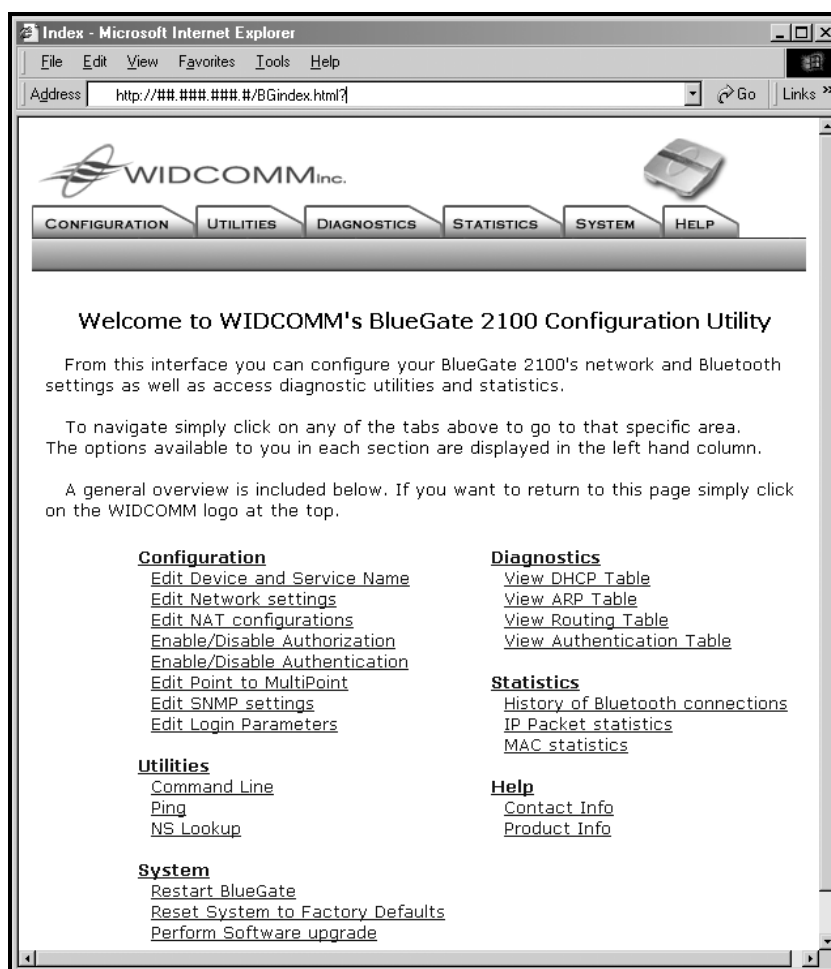 Index - Microsoft Internet Explorer
File Edit View Favorites Tools Help
Address http://##.###.###.#/BGindex.html? Go Links »
WIDCOMM Inc.
CONFIGURATION UTILITIES DIAGNOSTICS STATISTICS SYSTEM HELP
Welcome to WIDCOMM's BlueGate 2100 Configuration Utility
From this interface you can configure your BlueGate 2100's network and Bluetooth
settings as well as access diagnostic utilities and statistics.
To navigate simply click on any of the tabs above to go to that specific area.
The options available to you in each section are displayed in the left hand column.
A general overview is included below. If you want to return to this page simply click
on the WIDCOMM logo at the top.
Configuration
Edit Device and Service Name
Edit Network settings
Edit NAT configurations
Enable/Disable Authorization
Enable/Disable Authentication
Edit Point to MultiPoint
Edit SNMP settings
Edit Login Parameters
Utilities
Command Line
Ping
NS Lookup
System
Restart BlueGate
Reset System to Factory Defaults
Perform Software upgrade
Diagnostics
View DHCP Table
View ARP Table
View Routing Table
View Authentication Table
Statistics
History of Bluetooth connections
IP Packet statistics
MAC statistics
Help
Contact Info
Product Info